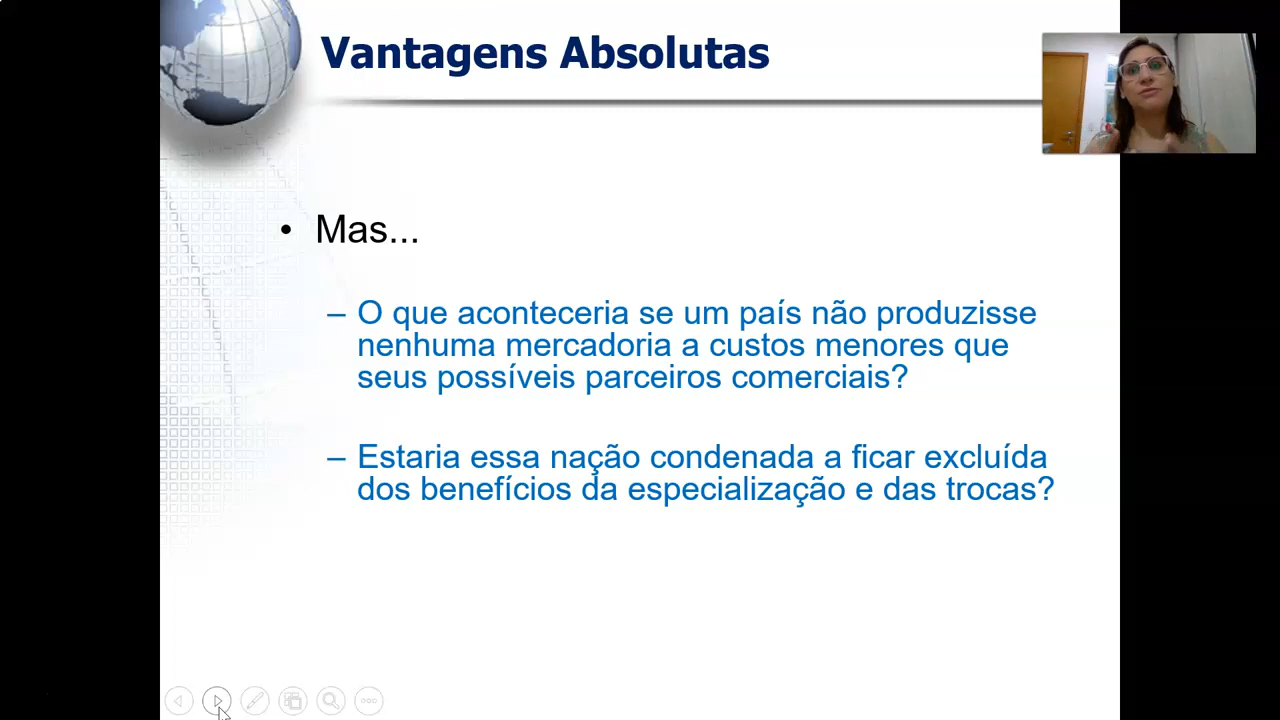 Vantagens Absolutas
• Mas...
– O que aconteceria se um país não produzisse
nenhuma mercadoria a custos menores que
seus possíveis parceiros comerciais?
– Estaria essa nação condenada a ficar excluída
dos benefícios da especialização e das trocas?